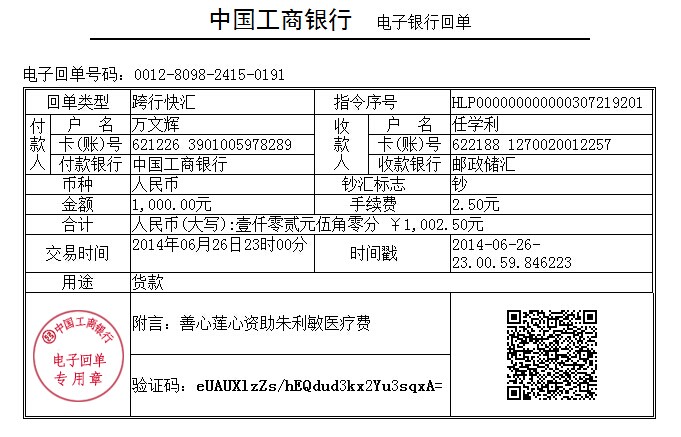 中国工商银行 电子银行回单
电子回单号码：0012-8098-2415-0191
回单类型 跨行快汇 指令序号 HLP000000000000307219201
付款人 户 名 万文辉 收款人 户 名 任学利
卡(账)号 621226 3901005978289 卡(账)号 622188 1270020012257
付款银行 中国工商银行 收款银行 邮政储汇
币种 人民币 钞汇标志 钞
金额 1,000.00元 手续费 2.50元
合计 人民币(大写):壹仟零贰元伍角零分 ￥1,002.50元
交易时间 2014年06月26日23时00分 时间戳 2014-06-26-
23.00.59.846223
用途 货款
中国工商银行
电子回单
专用章
附言：善心莲心资助朱利敏医疗费
验证码：eUAUXlzZs/hEQdud3kx2Yu3sqxA=